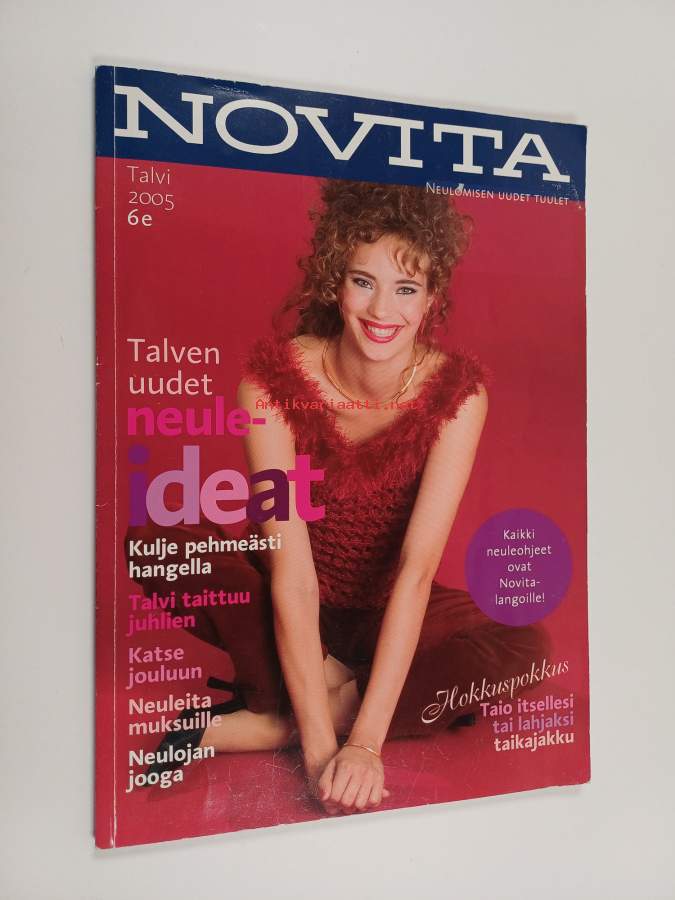 NOVITA
NEULOMISEN UUDET TUULET
Talvi
2005
6 e
Talven
uudet
neule-
ideat
Antikvariaatti.net
Kulje pehmeästi
hangella
Talvi taittuu
juhlien
Katse
jouluun
Neuleita
muksuille
Neulojan
jooga
Kaikki
neuleohjeet
ovat
Novita-
langoille!
Hokkuspokkus
Taio itsellesi
tai lahjaksi
taikajakku